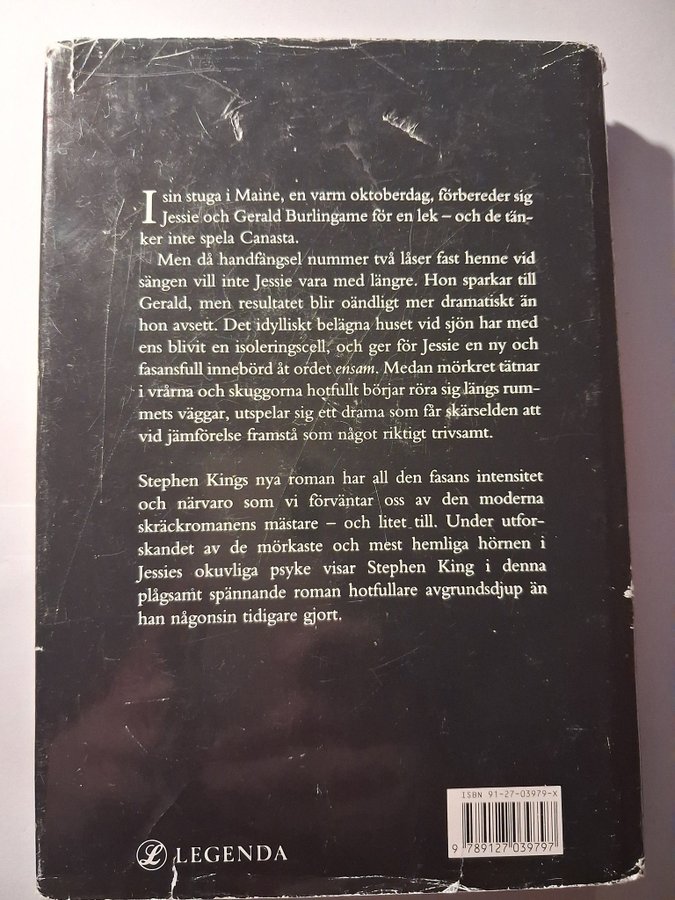 I sin stuga i Maine, en varm oktoberdag, förbereder sig
Jessie och Gerald Burlingame för en lek – och de tän-
ker inte spela Canasta.
Men då handfängsel nummer två låser fast henne vid
sängen vill inte Jessie vara med längre. Hon sparkar till
Gerald, men resultatet blir oändligt mer dramatiskt än
hon avsett. Det idylliskt belägna huset vid sjön har med
ens blivit en isoleringscell, och ger för Jessie en ny och
fasansfull innebörd åt ordet ensam. Medan mörkret tätnar
i vrårna och skuggorna hotfullt börjar röra sig längs rum-
mets väggar, utspelar sig ett drama som får skärselden att
vid jämförelse framstå som något riktigt trivsamt.
Stephen Kings nya roman har all den fasans intensitet
och närvaro som vi förväntar oss av den moderna
skräckromanens mästare – och litet till. Under utfor-
skandet av de mörkaste och mest hemliga hörnen i
Jessies okuvliga psyke visar Stephen King i denna
plågsamt spännande roman hotfullare avgrundsdjup än
han någonsin tidigare gjort.
ISBN 91-27-03979-X
9 789127 039797
L LEGENDA